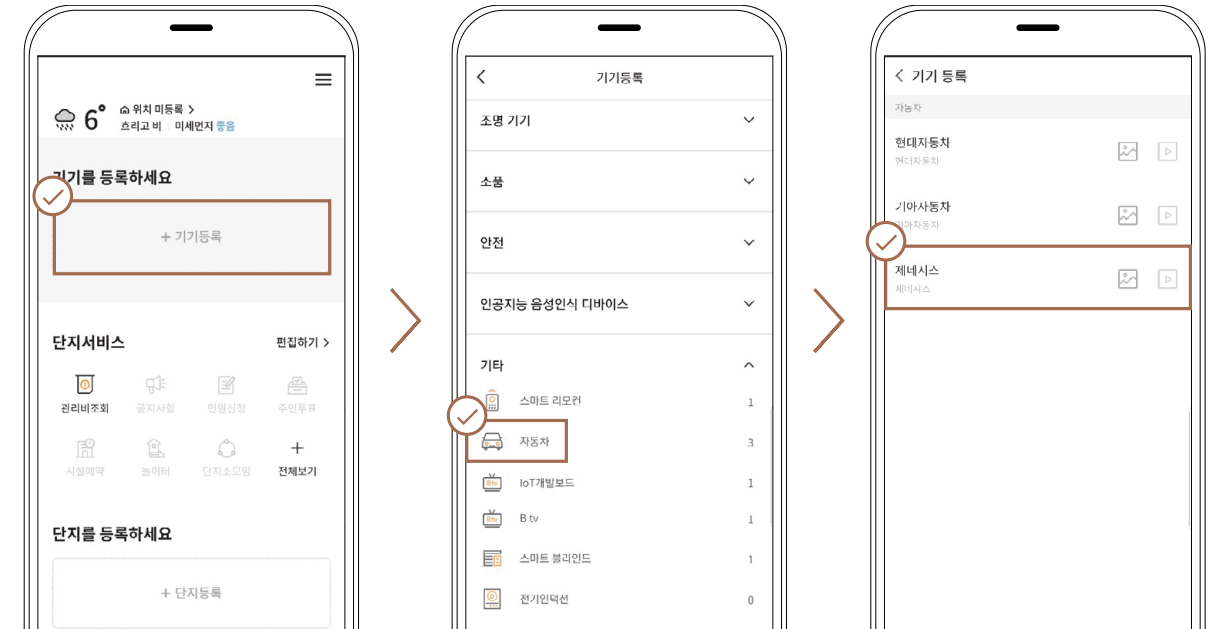 6°
위치 미등록 >
흐리고 비 | 미세먼지 좋음
기기를 등록하세요
+ 기기등록
단지서비스
편집하기 >
관리비조회
공지사항
민원신청
주민투표
시설예약
놀이터
단지소모임
전체보기
단지를 등록하세요
+ 단지등록
기기등록
조명 기기
소품
안전
인공지능 음성인식 디바이스
기타
스마트 리모컨 1
자동차 3
Btv
IoT개발보드 1
Btv
B tv 1
스마트 블라인드 1
전기인덕션 0
기기 등록
자동차
현대자동차
현대자동차
기아자동차
기아자동차
제네시스
제네시스